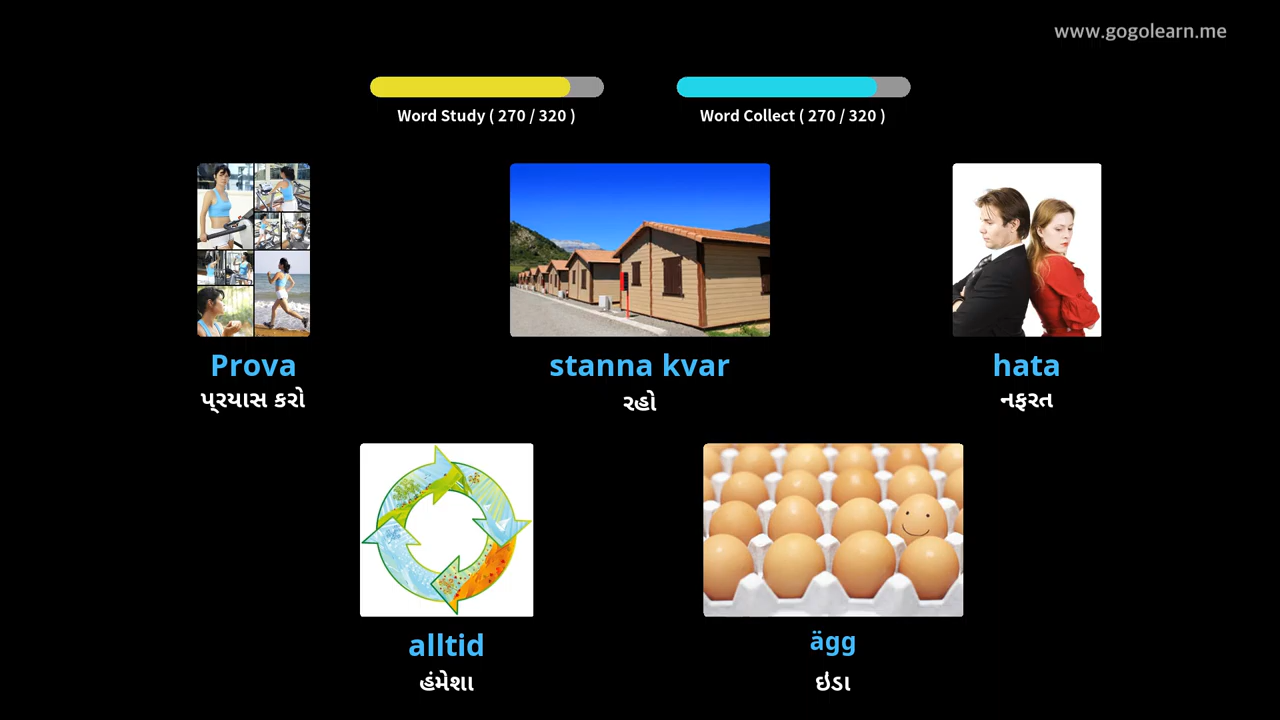 www.gogolearn.me
Word Study ( 270 / 320 )
Word Collect ( 270 / 320 )
Prova
પ્રયાસ કરો
stanna kvar
રહો
hata
નફરત
alltid
હંમેશા
ägg
ઇંડા